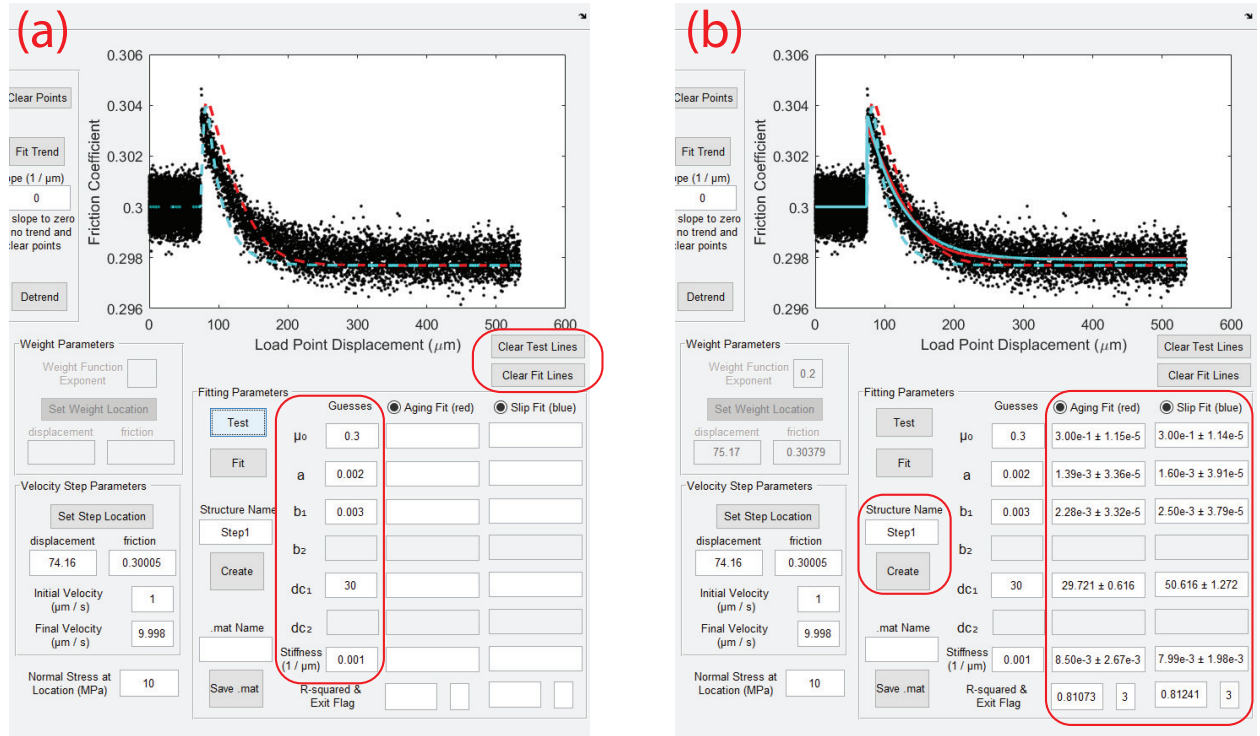 (a)
0.306
0.304
0.302
0.3
0.298
0.296
Friction Coefficient
0 100 200 300 400 500 600
Load Point Displacement (μm)
Clear Points
Fit Trend
ope (1 / μm)
0
slope to zero
no trend and
clear points
Detrend
Clear Test Lines
Clear Fit Lines
Weight Parameters
Weight Function
Exponent
Set Weight Location
displacement friction
Velocity Step Parameters
Set Step Location
displacement friction
74.16 0.30005
Initial Velocity
(μm / s) 1
Final Velocity
(μm / s) 9.998
Normal Stress at
Location (MPa) 10
Fitting Parameters
Test
Fit
Structure Name
Step1
Create
.mat Name
Save .mat
Guesses Aging Fit (red) Slip Fit (blue)
μ₀ 0.3
a 0.002
b₁ 0.003
b₂
dc₁ 30
dc₂
Stiffness
(1 / μm) 0.001
R-squared &
Exit Flag
(b)
0.306
0.304
0.302
0.3
0.298
0.296
Friction Coefficient
0 100 200 300 400 500 600
Load Point Displacement (μm)
Clear Points
Fit Trend
ope (1 / μm)
0
slope to zero
no trend and
clear points
Detrend
Clear Test Lines
Clear Fit Lines
Weight Parameters
Weight Function
Exponent 0.2
Set Weight Location
displacement friction
75.17 0.30379
Velocity Step Parameters
Set Step Location
displacement friction
74.16 0.30005
Initial Velocity
(μm / s) 1
Final Velocity
(μm / s) 9.998
Normal Stress at
Location (MPa) 10
Fitting Parameters
Test
Fit
Structure Name
Step1
Create
.mat Name
Save .mat
Guesses Aging Fit (red) Slip Fit (blue)
μ₀ 0.3 3.00e-1 ± 1.15e-5 3.00e-1 ± 1.14e-5
a 0.002 1.39e-3 ± 3.36e-5 1.60e-3 ± 3.91e-5
b₁ 0.003 2.28e-3 ± 3.32e-5 2.50e-3 ± 3.79e-5
b₂
dc₁ 30 29.721 ± 0.616 50.616 ± 1.272
dc₂
Stiffness
(1 / μm) 0.001 8.50e-3 ± 2.67e-3 7.99e-3 ± 1.98e-3
R-squared &
Exit Flag 0.81073 3 0.81241 3